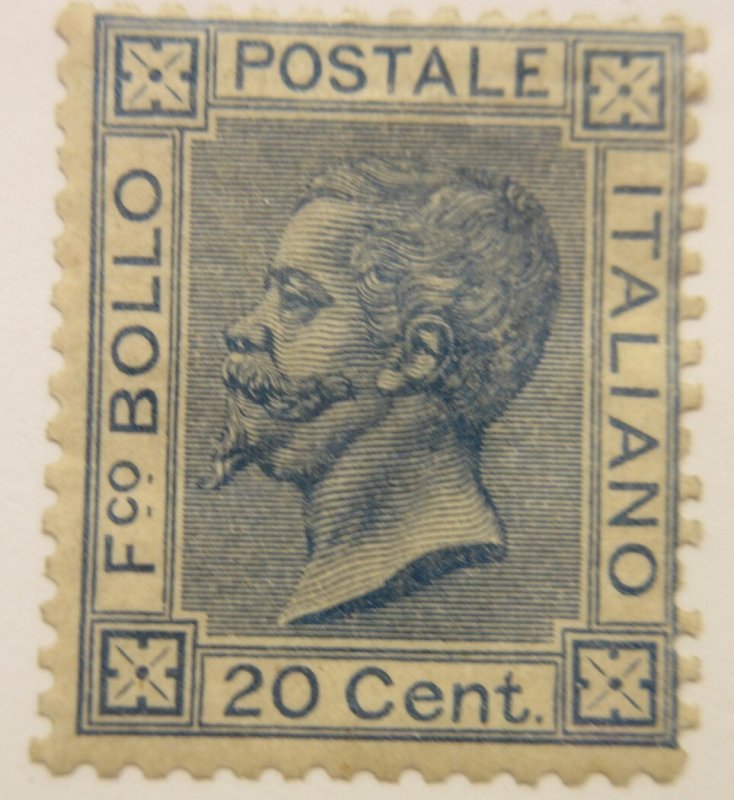 POSTALE
Fco BOLLO
ITALIANO
20 Cent.